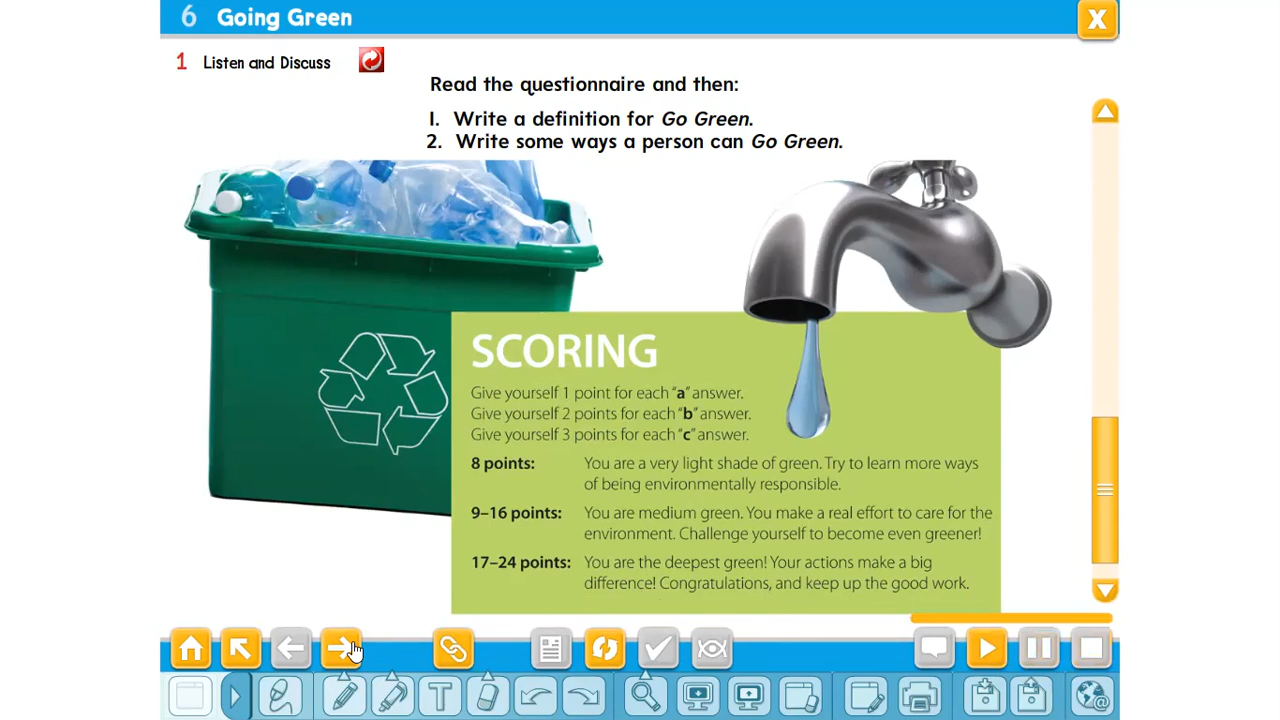 6 Going Green
X
1 Listen and Discuss
Read the questionnaire and then:
1. Write a definition for Go Green.
2. Write some ways a person can Go Green.
SCORING
Give yourself 1 point for each "a" answer.
Give yourself 2 points for each "b" answer.
Give yourself 3 points for each "c" answer.
8 points: You are a very light shade of green. Try to learn more ways
of being environmentally responsible.
9–16 points: You are medium green. You make a real effort to care for the
environment. Challenge yourself to become even greener!
17–24 points: You are the deepest green! Your actions make a big
difference! Congratulations, and keep up the good work.
T
@